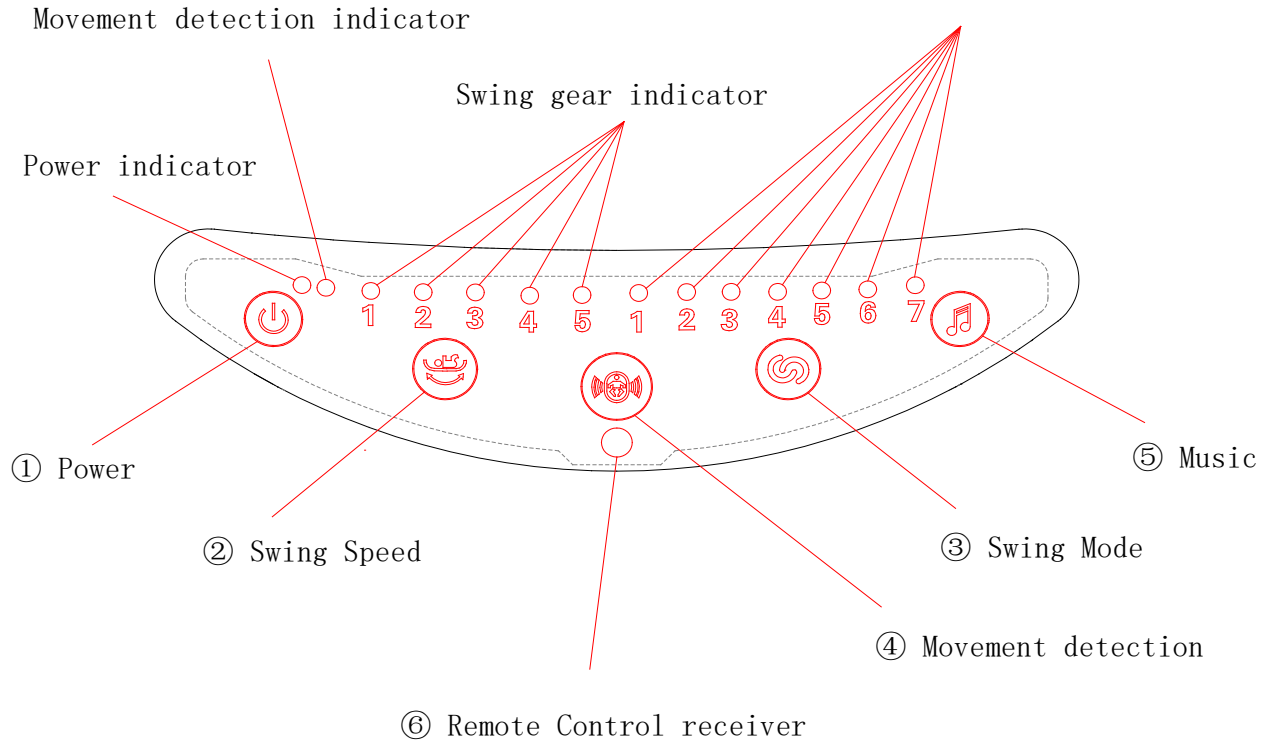 Movement detection indicator
Swing gear indicator
Power indicator
1 2 3 4 5 1 2 3 4 5 6 7
① Power
⑤ Music
② Swing Speed
③ Swing Mode
④ Movement detection
⑥ Remote Control receiver